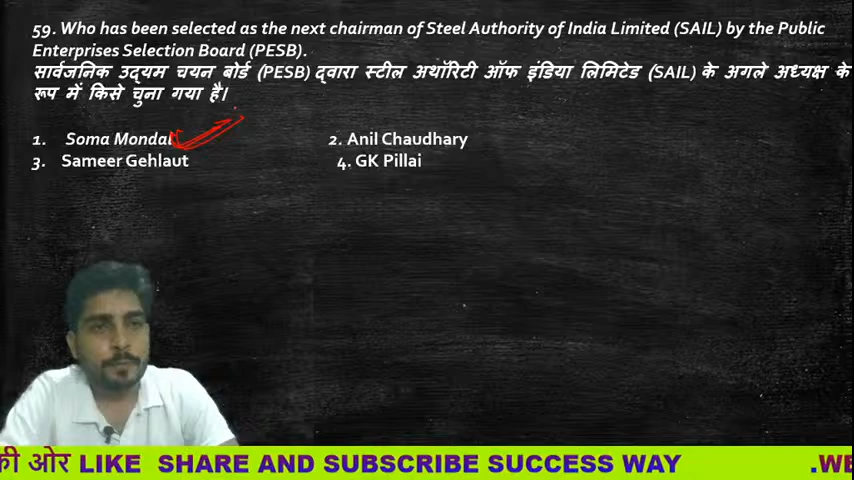 59. Who has been selected as the next chairman of Steel Authority of India Limited (SAIL) by the Public
Enterprises Selection Board (PESB).
सार्वजनिक उद्यम चयन बोर्ड (PESB) द्वारा स्टील अथॉरिटी ऑफ इंडिया लिमिटेड (SAIL) के अगले अध्यक्ष के
रूप में किसे चुना गया है।
1. Soma Mondal 2. Anil Chaudhary
3. Sameer Gehlaut 4. GK Pillai
की ओर LIKE SHARE AND SUBSCRIBE SUCCESS WAY .WE